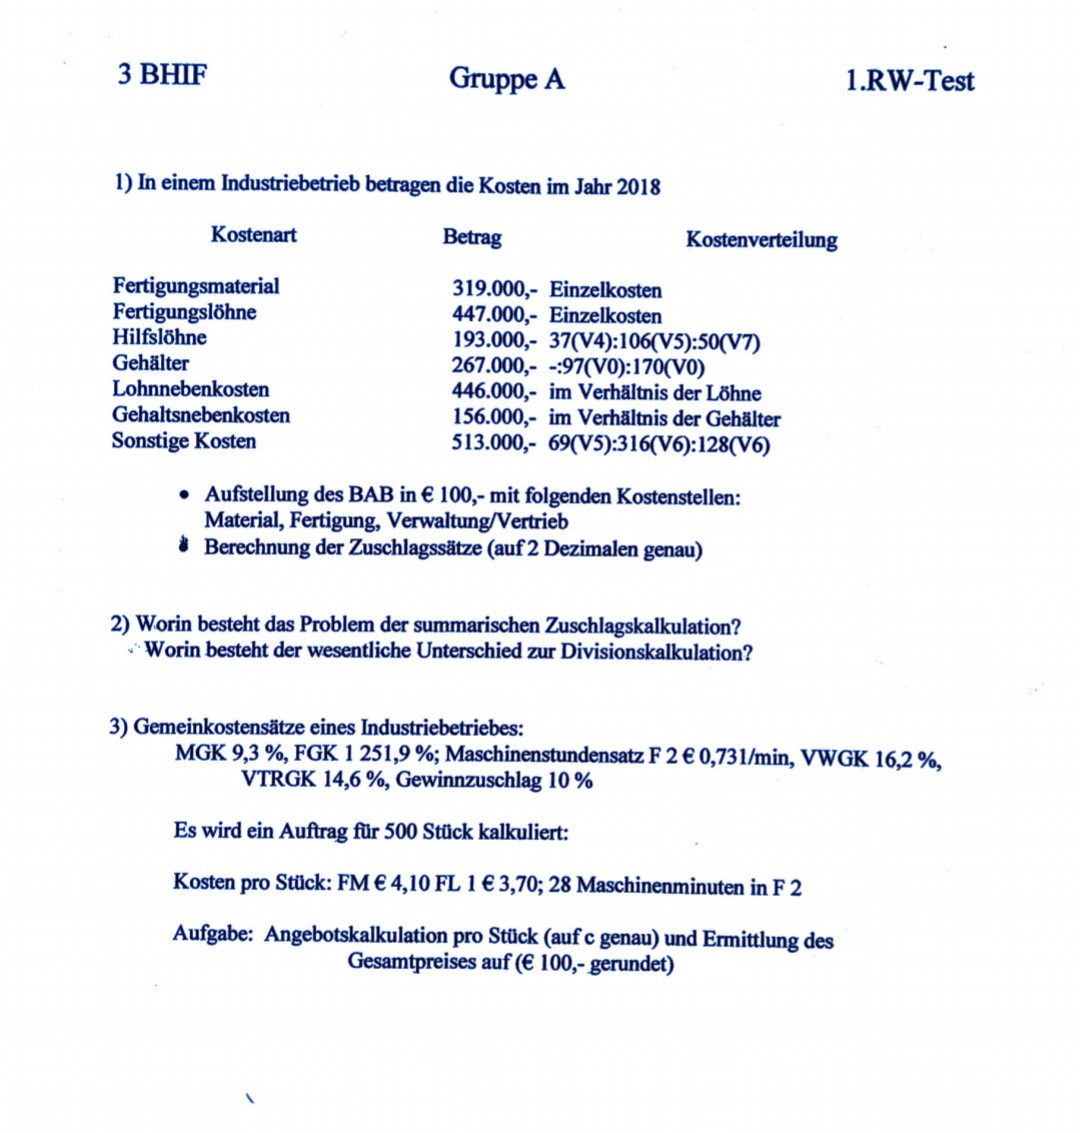 3 BHIF Gruppe A 1.RW-Test
1) In einem Industriebetrieb betragen die Kosten im Jahr 2018
Kostenart Betrag Kostenverteilung
Fertigungsmaterial 319.000,- Einzelkosten
Fertigungslöhne 447.000,- Einzelkosten
Hilfslöhne 193.000,- 37(V4):106(V5):50(V7)
Gehälter 267.000,- -:97(V0):170(V0)
Lohnnebenkosten 446.000,- im Verhältnis der Löhne
Gehaltsnebenkosten 156.000,- im Verhältnis der Gehälter
Sonstige Kosten 513.000,- 69(V5):316(V6):128(V6)
• Aufstellung des BAB in € 100,- mit folgenden Kostenstellen:
Material, Fertigung, Verwaltung/Vertrieb
• Berechnung der Zuschlagssätze (auf 2 Dezimalen genau)
2) Worin besteht das Problem der summarischen Zuschlagskalkulation?
Worin besteht der wesentliche Unterschied zur Divisionskalkulation?
3) Gemeinkostensätze eines Industriebetriebes:
MGK 9,3 %, FGK 1 251,9 %; Maschinenstundensatz F 2 € 0,731/min, VWGK 16,2 %,
VTRGK 14,6 %, Gewinnzuschlag 10 %
Es wird ein Auftrag für 500 Stück kalkuliert:
Kosten pro Stück: FM € 4,10 FL 1 € 3,70; 28 Maschinenminuten in F 2
Aufgabe: Angebotskalkulation pro Stück (auf c genau) und Ermittlung des
Gesamtpreises auf (€ 100,- gerundet)